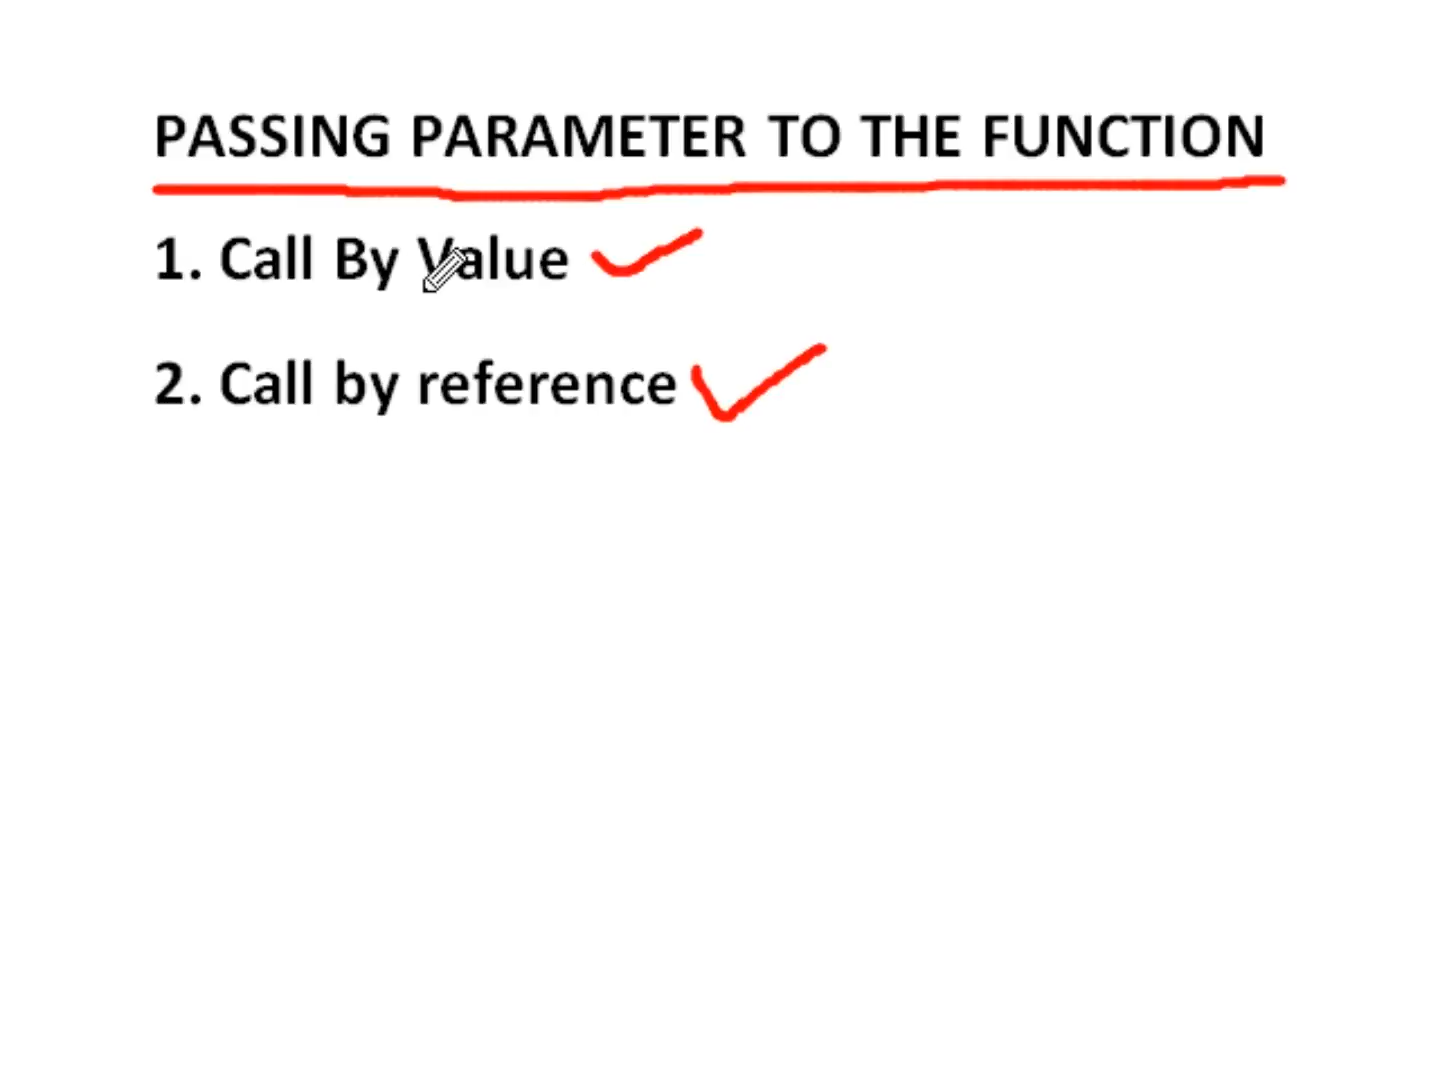 PASSING PARAMETER TO THE FUNCTION
1. Call By Value
2. Call by reference